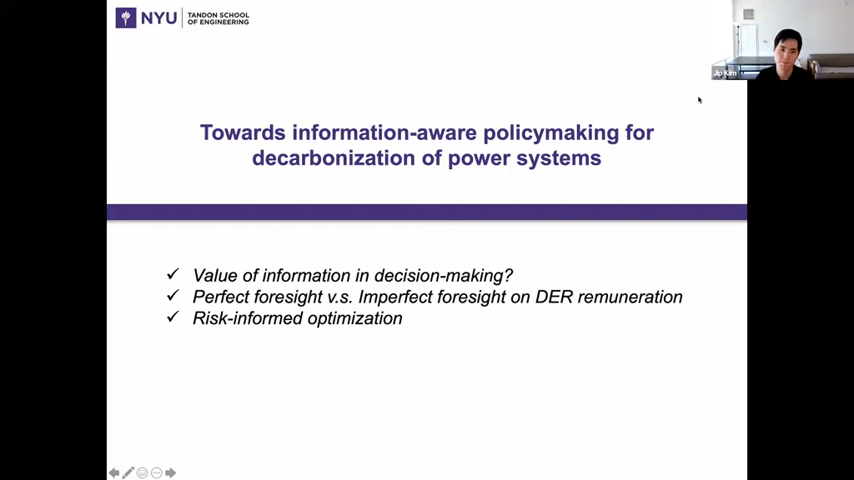 NYU
TANDON SCHOOL
OF ENGINEERING
Jip Kim
Towards information-aware policymaking for
decarbonization of power systems
✓ Value of information in decision-making?
✓ Perfect foresight v.s. Imperfect foresight on DER remuneration
✓ Risk-informed optimization